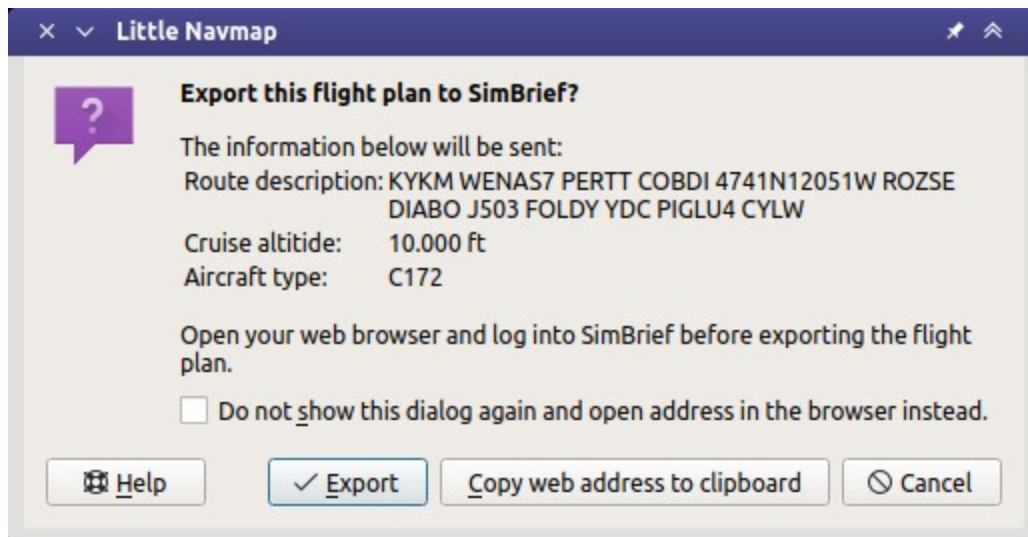 Little Navmap
Export this flight plan to SimBrief?
The information below will be sent:
Route description: KYKM WENAS7 PERTT COBDI 4741N12051W ROZSE
DIABO J503 FOLDY YDC PIGLU4 CYLW
Cruise altitide: 10.000 ft
Aircraft type: C172
Open your web browser and log into SimBrief before exporting the flight
plan.
Do not show this dialog again and open address in the browser instead.
Help Export Copy web address to clipboard Cancel